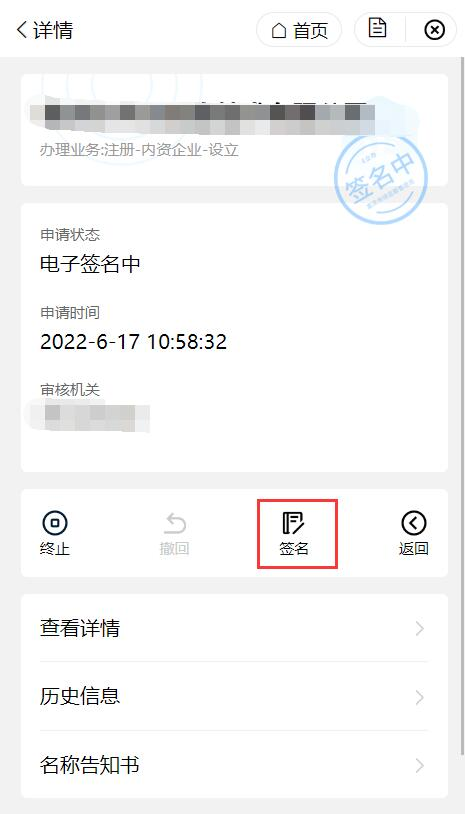 详情
首页
办理业务:注册-内资企业-设立
签名中
申请状态
电子签名中
申请时间
2022-6-17 10:58:32
审核机关
终止
撤回
签名
返回
查看详情
历史信息
名称告知书